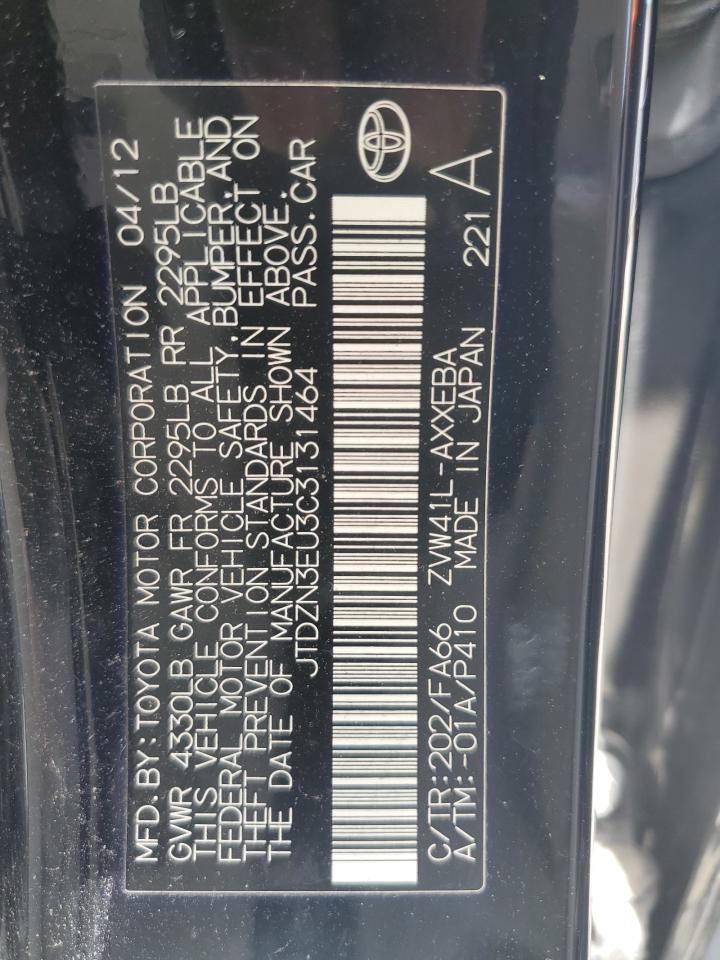 MFD. BY: TOYOTA MOTOR CORPORATION 04/12
GVWR 4330LB GAWR FR 2295LB RR 2295LB
THIS VEHICLE CONFORMS TO ALL APPLICABLE
FEDERAL MOTOR VEHICLE SAFETY, BUMPER, AND
THEFT PREVENTION STANDARDS IN EFFECT ON
THE DATE OF MANUFACTURE SHOWN ABOVE.
JTDZN3EU3C3131464 PASS. CAR
C/TR: 202/FA66 ZVW41L-AXXEBA
A/TM: -01A/P410 MADE IN JAPAN 221 A